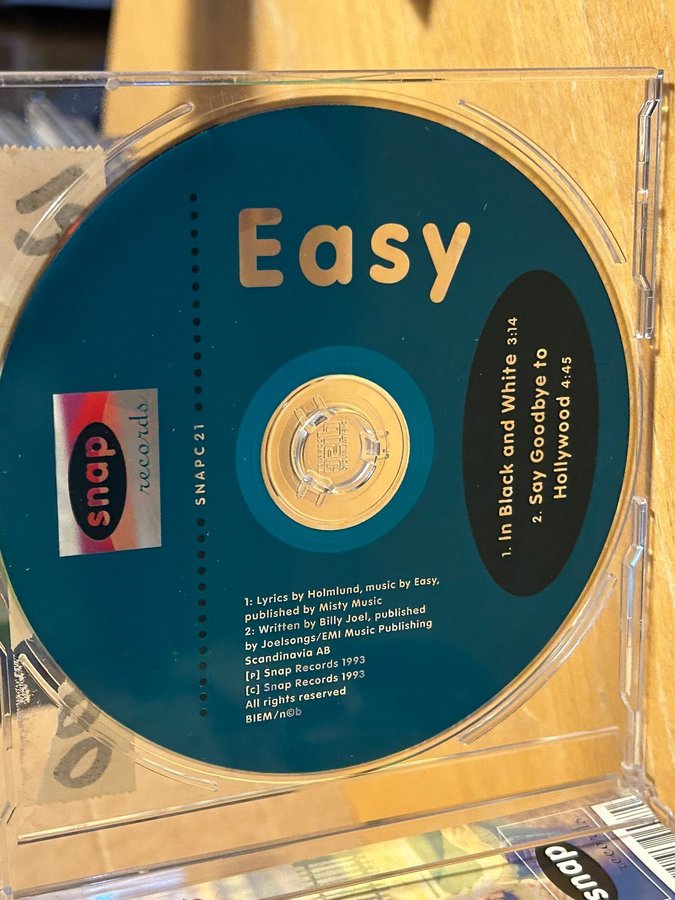 Easy
1. In Black and White 3:14
2. Say Goodbye to
Hollywood 4:45
snap
records
SNAPC 21
1: Lyrics by Holmlund, music by Easy,
published by Misty Music
2: Written by Billy Joel, published
by Joelsongs/EMI Music Publishing
Scandinavia AB
[p] Snap Records 1993
[c] Snap Records 1993
All rights reserved
BIEM/n©b
snap